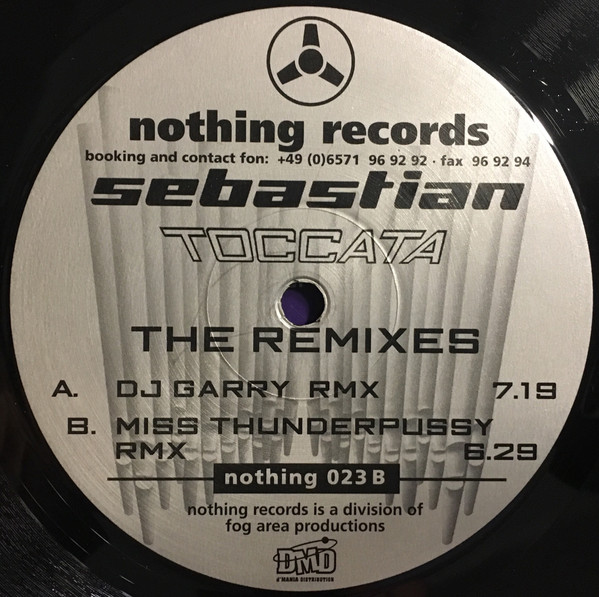 nothing records
booking and contact fon: +49 (0)6571 96 92 92 · fax 96 92 94
sebastian
TOCCATA
THE REMIXES
A. DJ GARRY RMX 7.19
B. MISS THUNDERPUSSY
RMX 6.29
nothing 023 B
nothing records is a division of
fog area productions
DMD
D'MANIA DISTRIBUTION